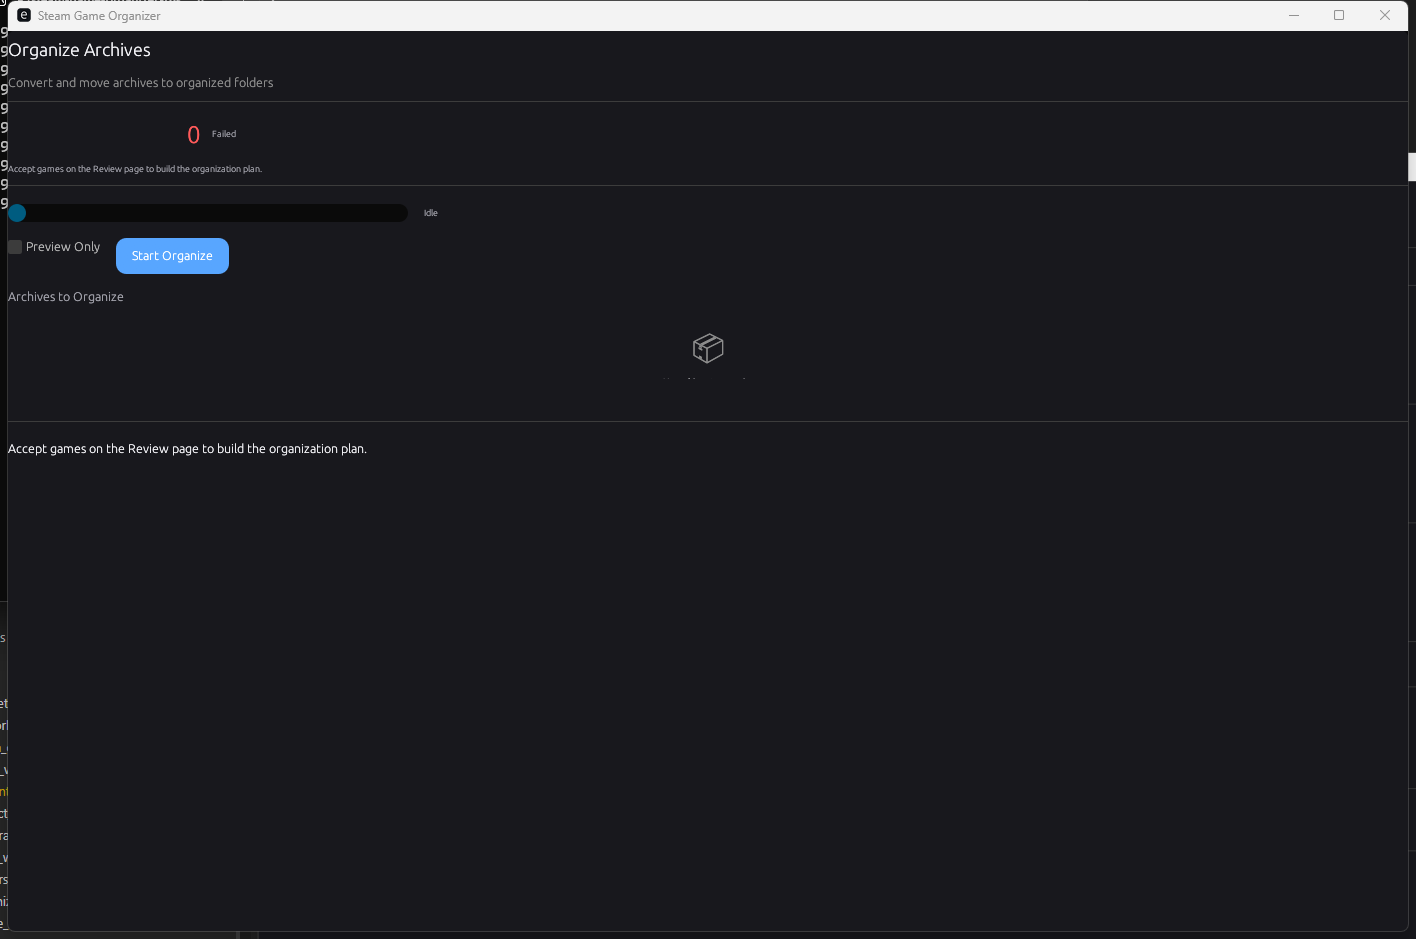 Steam Game Organizer
Organize Archives
Convert and move archives to organized folders
0 Failed
Accept games on the Review page to build the organization plan.
Idle
Preview Only
Start Organize
Archives to Organize
Accept games on the Review page to build the organization plan.